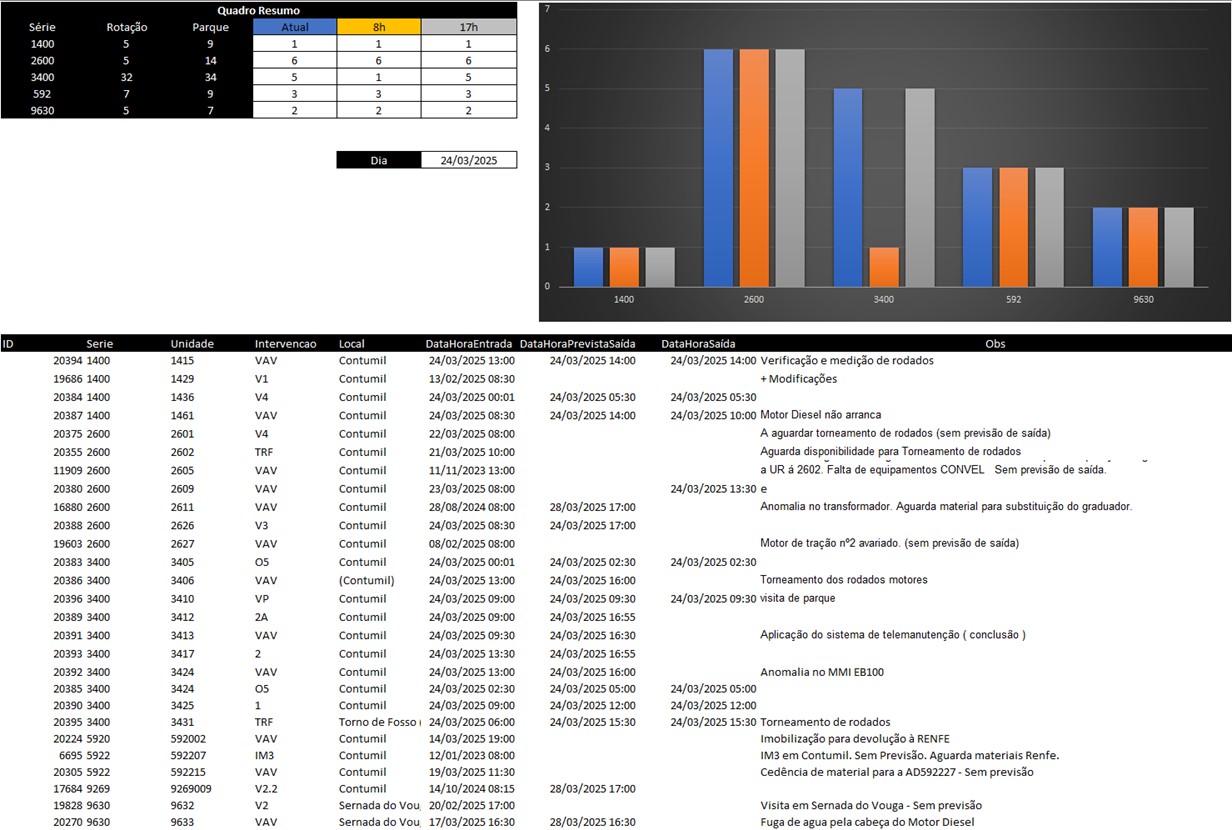 Quadro Resumo
Série Rotação Parque Atual 8h 17h
1400 5 9 1 1 1
2600 5 14 6 6 6
3400 32 34 5 1 5
592 7 9 3 3 3
9630 5 7 2 2 2
Dia 24/03/2025
7
6
5
4
3
2
1
0
1400 2600 3400 592 9630
ID Serie Unidade Intervencao Local DataHoraEntrada DataHoraPrevistaSaída DataHoraSaída Obs
20394 1400 1415 VAV Contumil 24/03/2025 13:00 24/03/2025 14:00 24/03/2025 14:00 Verificação e medição de rodados
19686 1400 1429 V1 Contumil 13/02/2025 08:30 + Modificações
20384 1400 1436 V4 Contumil 24/03/2025 00:01 24/03/2025 05:30 24/03/2025 05:30
20387 1400 1461 VAV Contumil 24/03/2025 08:30 24/03/2025 14:00 24/03/2025 10:00 Motor Diesel não arranca
20375 2600 2601 V4 Contumil 22/03/2025 08:00 A aguardar torneamento de rodados (sem previsão de saída)
20355 2600 2602 TRF Contumil 21/03/2025 10:00 Aguarda disponibilidade para Torneamento de rodados
11909 2600 2605 VAV Contumil 11/11/2023 13:00 a UR á 2602. Falta de equipamentos CONVEL Sem previsão de saída.
20380 2600 2609 VAV Contumil 23/03/2025 08:00 24/03/2025 13:30 e
16880 2600 2611 VAV Contumil 28/08/2024 08:00 28/03/2025 17:00 Anomalia no transformador. Aguarda material para substituição do graduador.
20388 2600 2626 V3 Contumil 24/03/2025 08:30 24/03/2025 17:00
19603 2600 2627 VAV Contumil 08/02/2025 08:00 Motor de tração nº2 avariado. (sem previsão de saída)
20383 3400 3405 O5 Contumil 24/03/2025 00:01 24/03/2025 02:30 24/03/2025 02:30
20386 3400 3406 VAV (Contumil) 24/03/2025 13:00 24/03/2025 16:00 Torneamento dos rodados motores
20396 3400 3410 VP Contumil 24/03/2025 09:00 24/03/2025 09:30 24/03/2025 09:30 visita de parque
20389 3400 3412 2A Contumil 24/03/2025 09:00 24/03/2025 16:55
20391 3400 3413 VAV Contumil 24/03/2025 09:30 24/03/2025 16:30 Aplicação do sistema de telemanutenção ( conclusão )
20393 3400 3417 2 Contumil 24/03/2025 13:30 24/03/2025 16:55
20392 3400 3424 VAV Contumil 24/03/2025 13:00 24/03/2025 16:00 Anomalia no MMI EB100
20385 3400 3424 O5 Contumil 24/03/2025 02:30 24/03/2025 05:00 24/03/2025 05:00
20390 3400 3425 1 Contumil 24/03/2025 09:00 24/03/2025 12:00 24/03/2025 12:00
20395 3400 3431 TRF Torno de Fosso ( 24/03/2025 06:00 24/03/2025 15:30 24/03/2025 15:30 Torneamento de rodados
20224 5920 592002 VAV Contumil 14/03/2025 19:00 Imobilização para devolução à RENFE
6695 5922 592207 IM3 Contumil 12/01/2023 08:00 IM3 em Contumil. Sem Previsão. Aguarda materiais Renfe.
20305 5922 592215 VAV Contumil 19/03/2025 11:30 Cedência de material para a AD592227 - Sem previsão
17684 9269 9269009 V2.2 Contumil 14/10/2024 08:15 28/03/2025 17:00
19828 9630 9632 V2 Sernada do Vou 20/02/2025 17:00 Visita em Sernada do Vouga - Sem previsão
20270 9630 9633 VAV Sernada do Vou 17/03/2025 16:30 28/03/2025 16:30 Fuga de agua pela cabeça do Motor Diesel